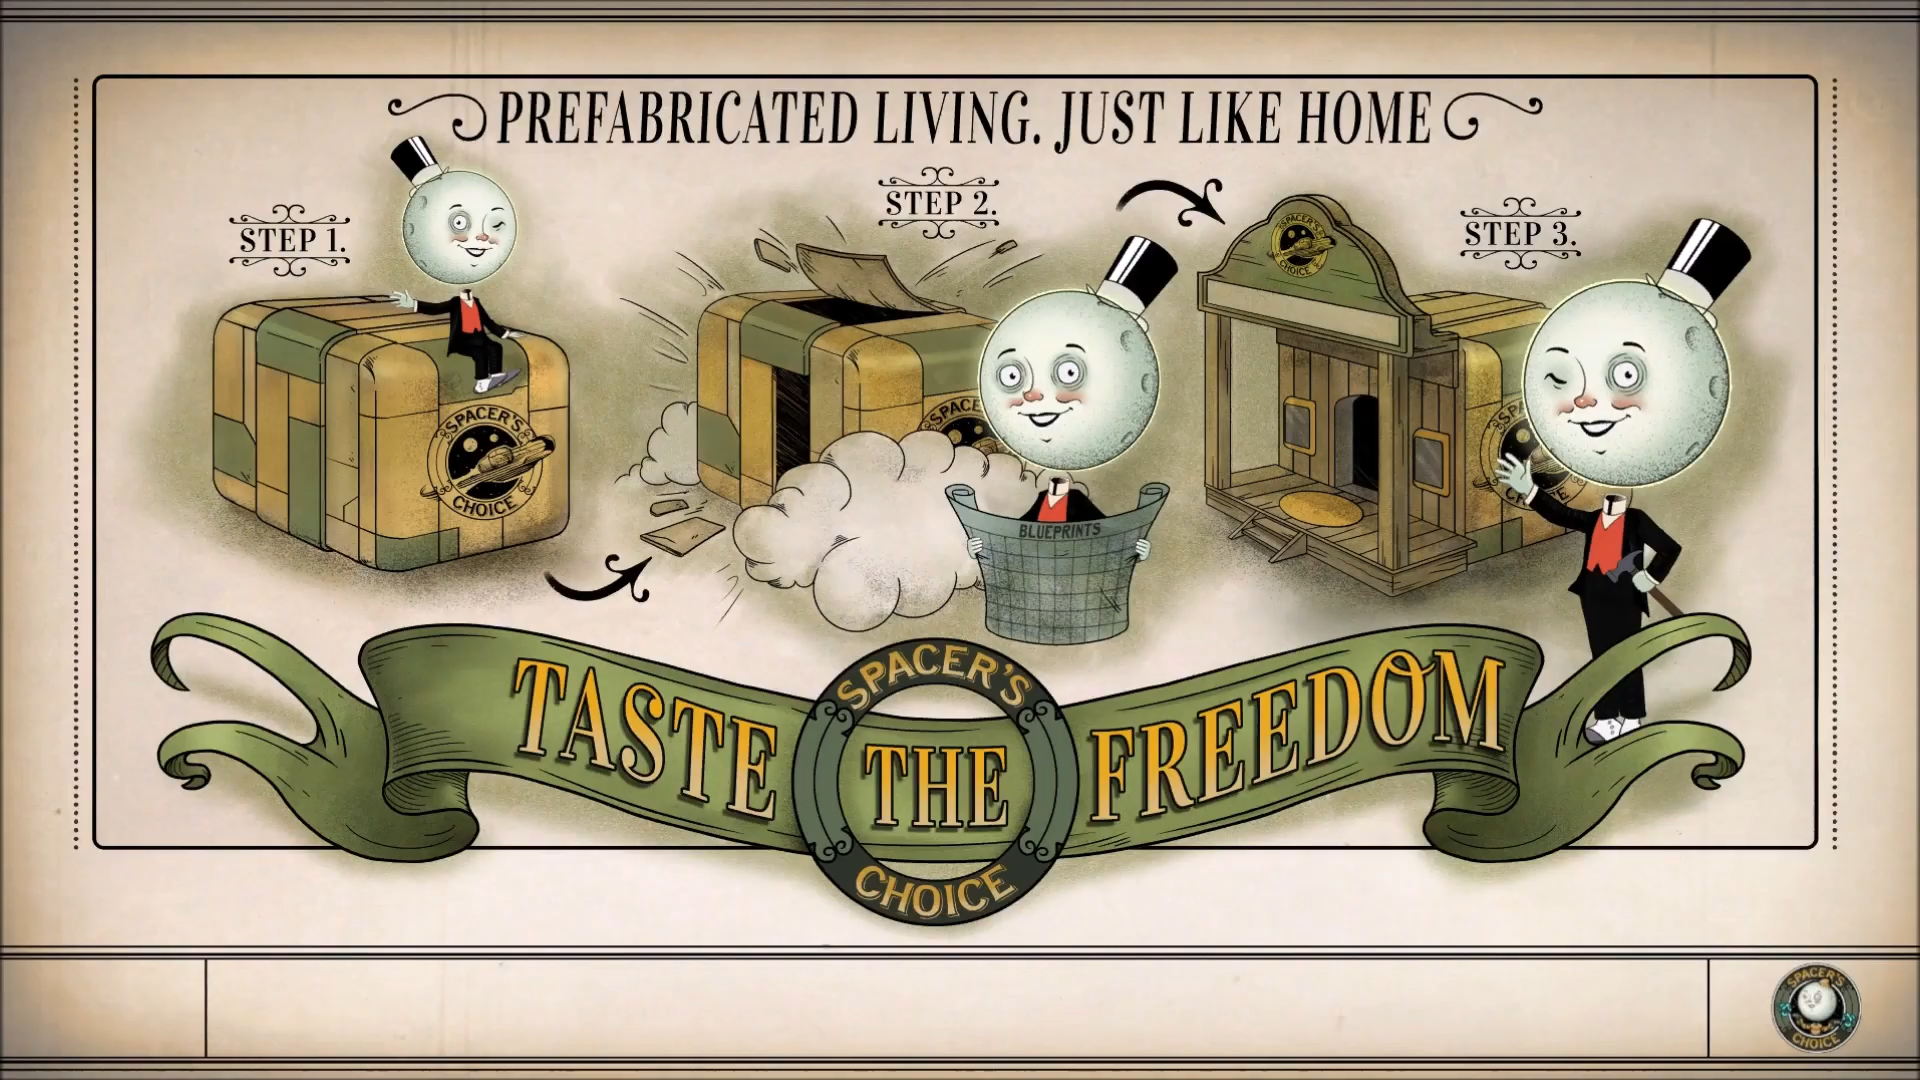 PREFABRICATED LIVING. JUST LIKE HOME
STEP 1.
STEP 2.
STEP 3.
SPACER'S
CHOICE
SPACER'S
SPACER'S
CHOICE
BLUEPRINTS
TASTE THE FREEDOM
SPACER'S
CHOICE
SPACER'S
CHOICE